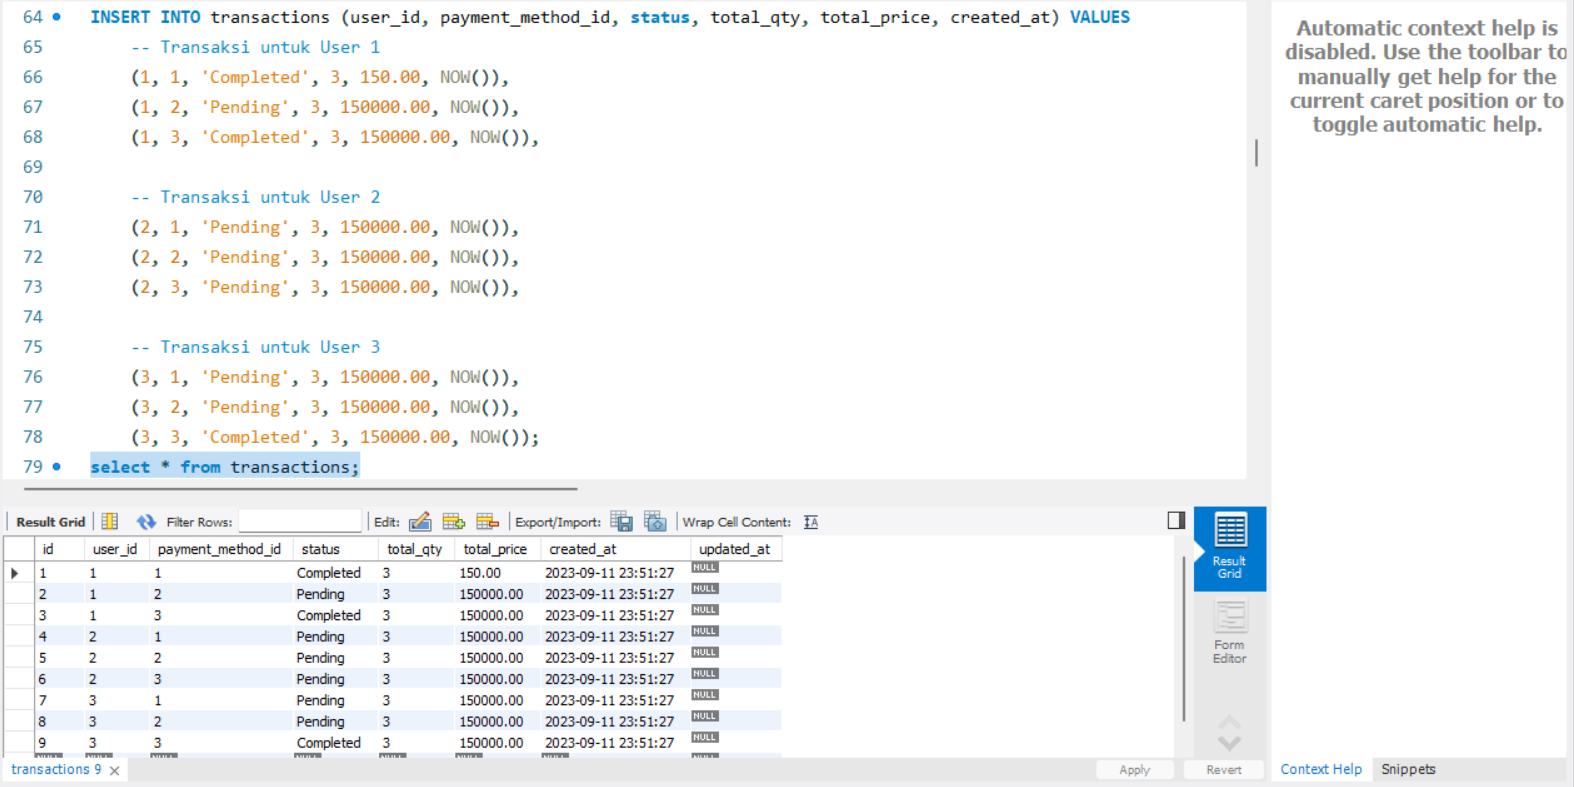 64 INSERT INTO transactions (user_id, payment_method_id, status, total_qty, total_price, created_at) VALUES
65 -- Transaksi untuk User 1
66 (1, 1, 'Completed', 3, 150.00, NOW()),
67 (1, 2, 'Pending', 3, 150000.00, NOW()),
68 (1, 3, 'Completed', 3, 150000.00, NOW()),
69
70 -- Transaksi untuk User 2
71 (2, 1, 'Pending', 3, 150000.00, NOW()),
72 (2, 2, 'Pending', 3, 150000.00, NOW()),
73 (2, 3, 'Pending', 3, 150000.00, NOW()),
74
75 -- Transaksi untuk User 3
76 (3, 1, 'Pending', 3, 150000.00, NOW()),
77 (3, 2, 'Pending', 3, 150000.00, NOW()),
78 (3, 3, 'Completed', 3, 150000.00, NOW());
79 select * from transactions;
Automatic context help is
disabled. Use the toolbar to
manually get help for the
current caret position or to
toggle automatic help.
Result Grid Filter Rows: Edit: Export/Import: Wrap Cell Content: IA
id user_id payment_method_id status total_qty total_price created_at updated_at
1 1 1 Completed 3 150.00 2023-09-11 23:51:27 NULL
2 1 2 Pending 3 150000.00 2023-09-11 23:51:27 NULL
3 1 3 Completed 3 150000.00 2023-09-11 23:51:27 NULL
4 2 1 Pending 3 150000.00 2023-09-11 23:51:27 NULL
5 2 2 Pending 3 150000.00 2023-09-11 23:51:27 NULL
6 2 3 Pending 3 150000.00 2023-09-11 23:51:27 NULL
7 3 1 Pending 3 150000.00 2023-09-11 23:51:27 NULL
8 3 2 Pending 3 150000.00 2023-09-11 23:51:27 NULL
9 3 3 Completed 3 150000.00 2023-09-11 23:51:27 NULL
NULL NULL NULL NULL NULL NULL NULL NULL
Result
Grid
Form
Editor
transactions 9
Apply Revert
Context Help Snippets